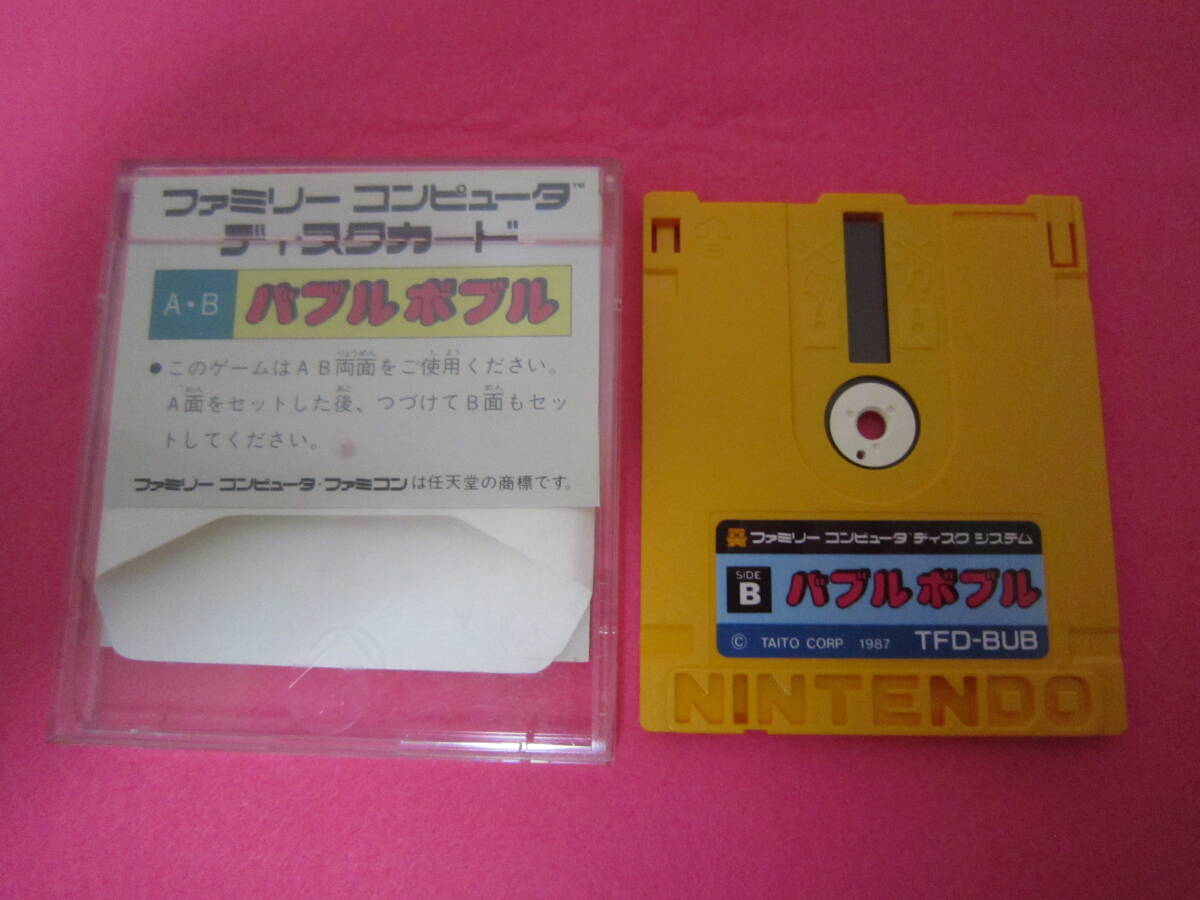 ファミリー コンピュータ™
ディスクカード
A・B バブルボブル
●このゲームはAB両面をご使用ください。
A面をセットした後、つづけてB面もセッ
トしてください。
ファミリー コンピュータ・ファミコンは任天堂の商標です。
ファミリー コンピュータ ディスク システム
SIDE
B
バブルボブル
© TAITO CORP. 1987 TFD-BUB
NINTENDO